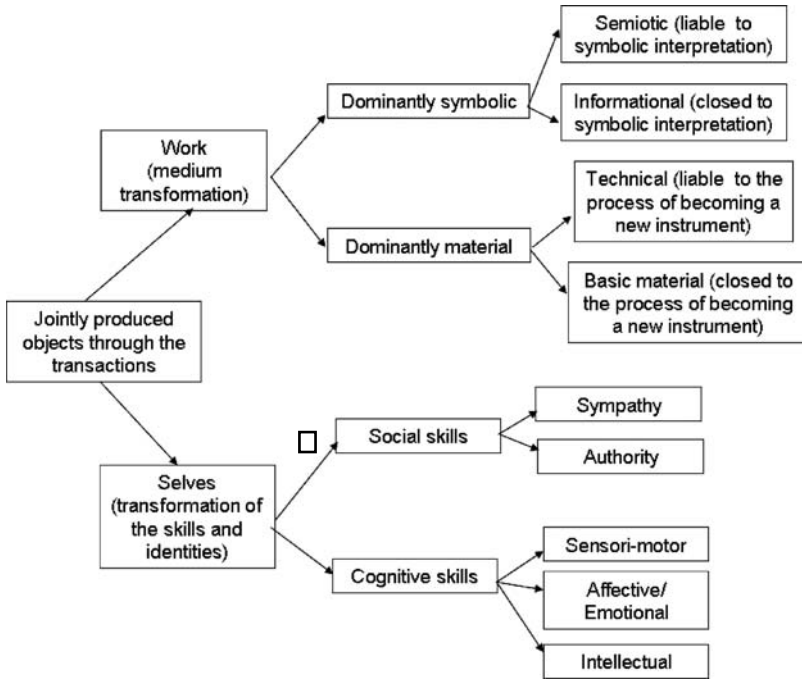 Semiotic (liable to
symbolic interpretation)
Dominantly symbolic
Informational (closed to
symbolic interpretation)
Work
(medium
transformation)
Technical (liable to the
process of becoming a
new instrument)
Dominantly material
Basic material (closed to
the process of becoming
a new instrument)
Jointly produced
objects through the
transactions
Sympathy
Social skills
Authority
Selves
(transformation of
the skills and
identities)
Sensori-motor
Cognitive skills
Affective/
Emotional
Intellectual